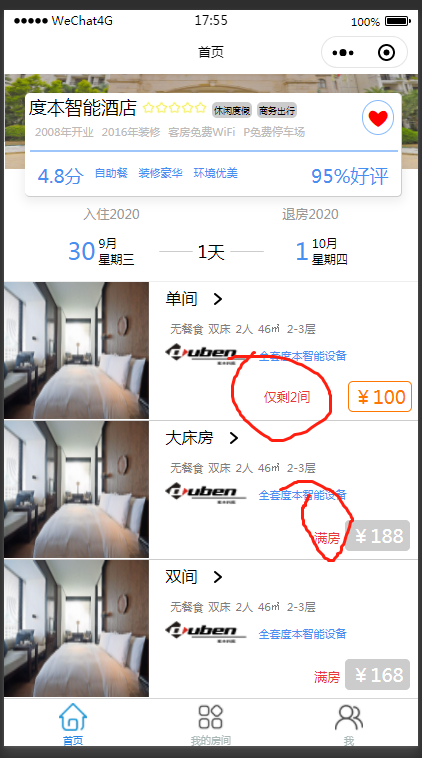 WeChat4G 17:55 100%
首页
度本智能酒店 休闲度假 商务出行
2008年开业 2016年装修 客房免费WiFi P免费停车场
4.8分 自助餐 装修豪华 环境优美 95%好评
入住2020 退房2020
30 9月 星期三 1天 1 10月 星期四
单间
无餐食 双床 2人 46㎡ 2-3层
Duben 全套度本智能设备
仅剩2间 ￥100
大床房
无餐食 双床 2人 46㎡ 2-3层
Duben 全套度本智能设备
满房 ￥188
双间
无餐食 双床 2人 46㎡ 2-3层
Duben 全套度本智能设备
满房 ￥168
首页 我的房间 我